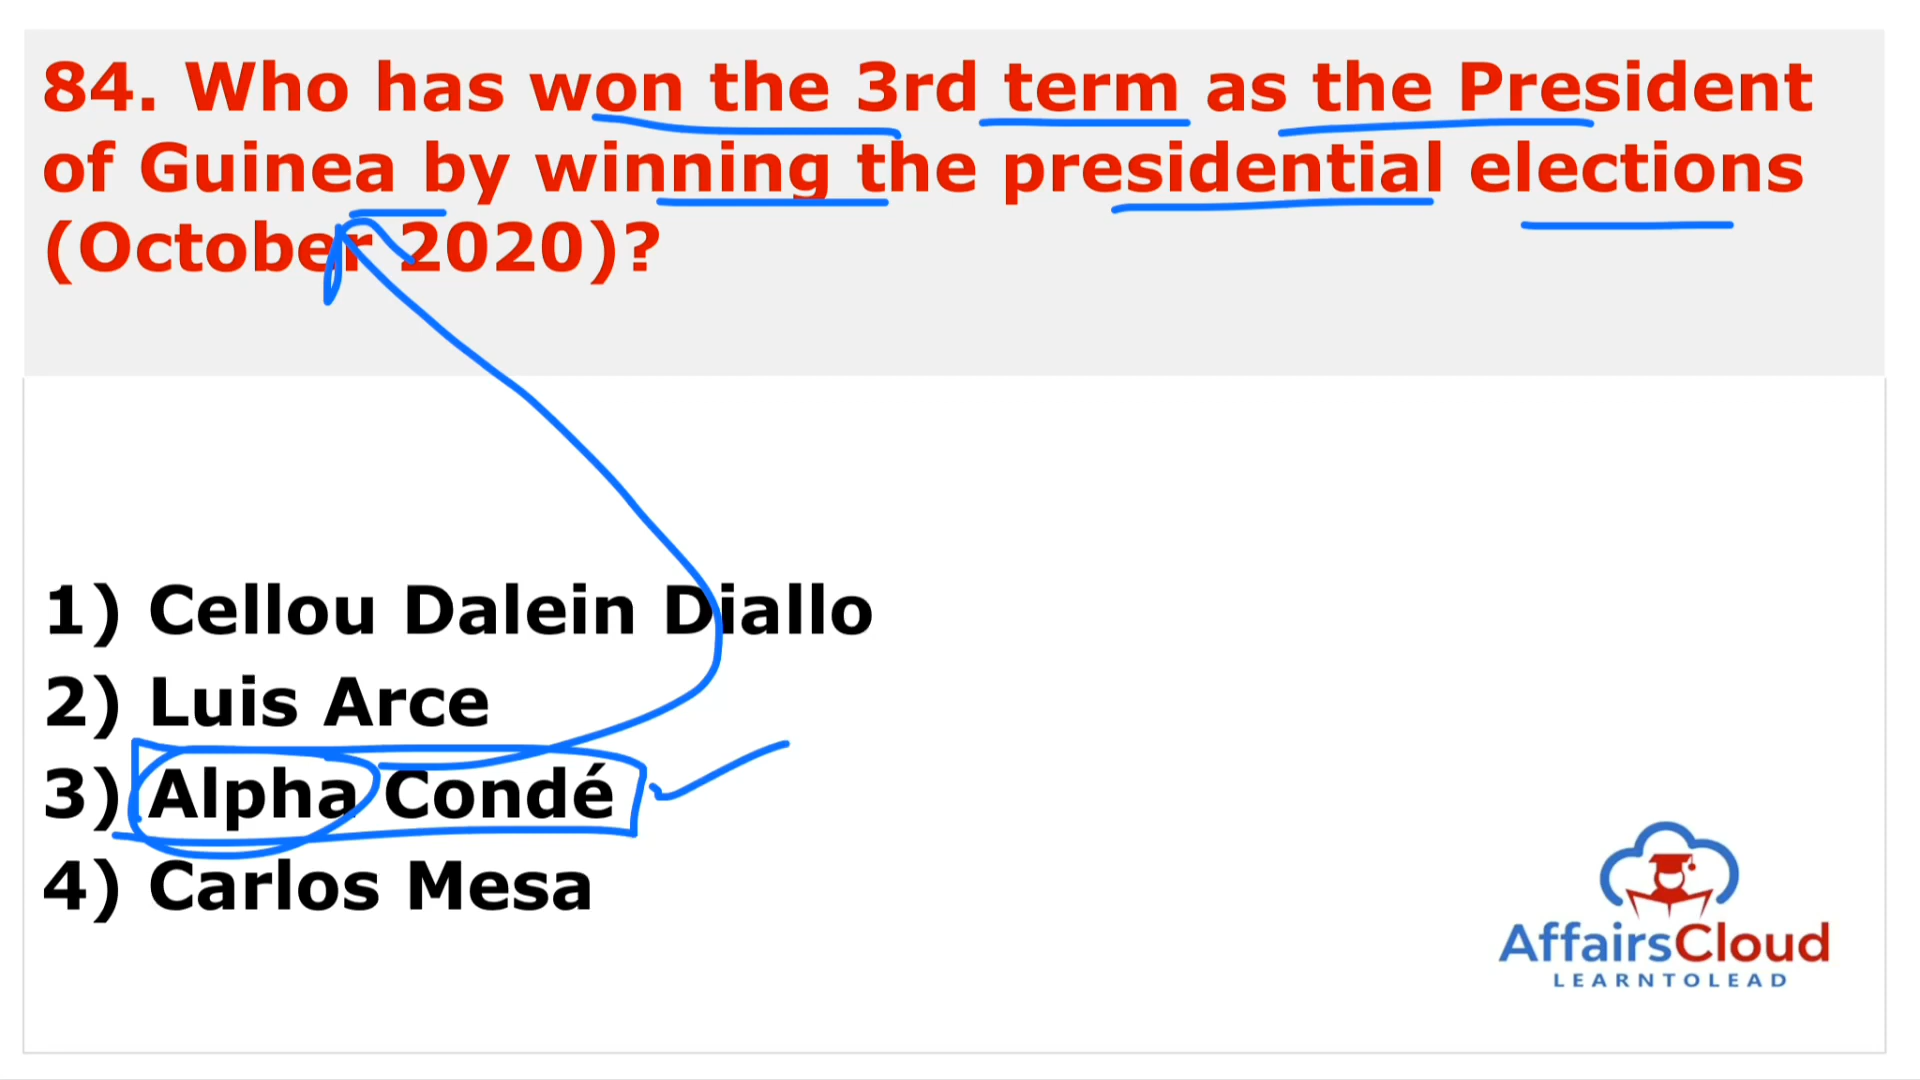 84. Who has won the 3rd term as the President
of Guinea by winning the presidential elections
(October 2020)?
1) Cellou Dalein Diallo
2) Luis Arce
3) Alpha Condé
4) Carlos Mesa
AffairsCloud
LEARNTOLEAD